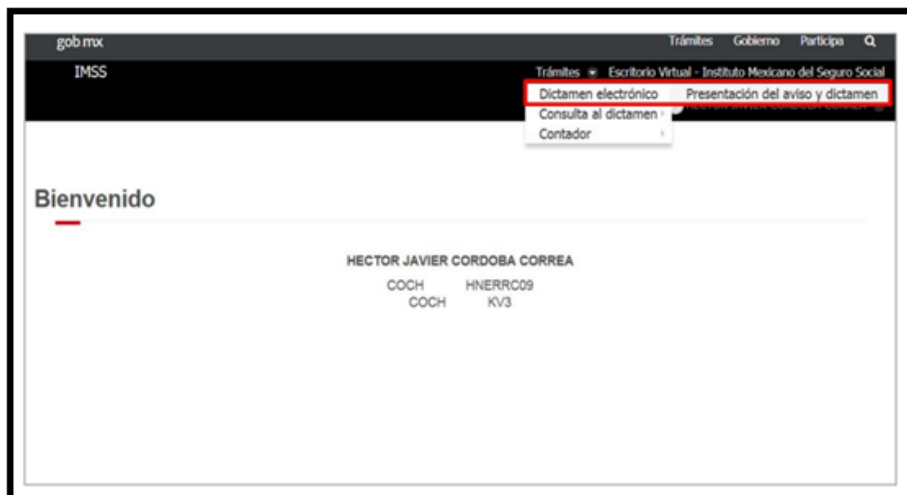 gob mx Trámites Gobierno Participa
IMSS Trámites Escritorio Virtual - Instituto Mexicano del Seguro Social
Dictamen electrónico Presentación del aviso y dictamen
Consulta al dictamen
Contador
Bienvenido
HECTOR JAVIER CORDOBA CORREA
COCH HNERRC09
COCH KV3